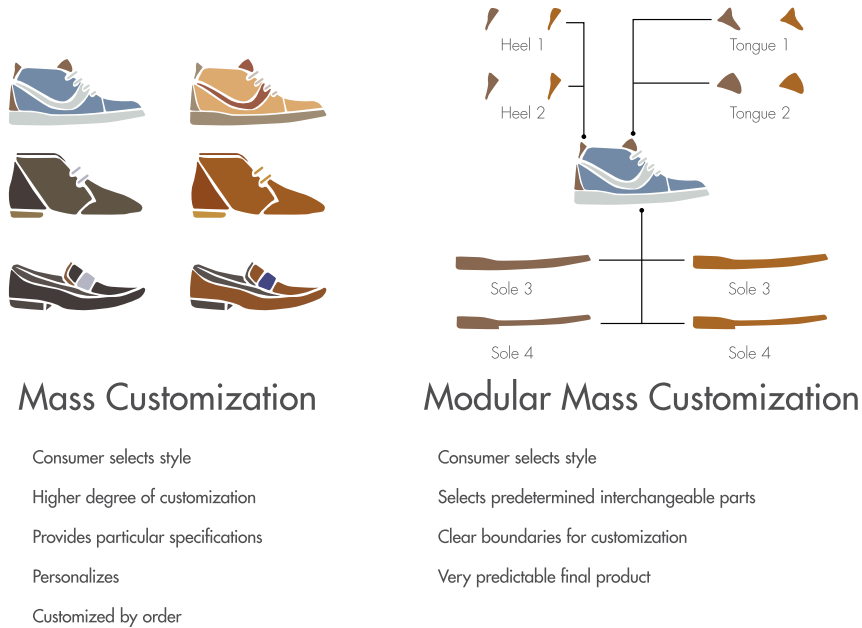 Heel 1
Tongue 1
Heel 2
Tongue 2
Sole 3
Sole 3
Sole 4
Sole 4
Mass Customization
Consumer selects style
Higher degree of customization
Provides particular specifications
Personalizes
Customized by order
Modular Mass Customization
Consumer selects style
Selects predetermined interchangeable parts
Clear boundaries for customization
Very predictable final product